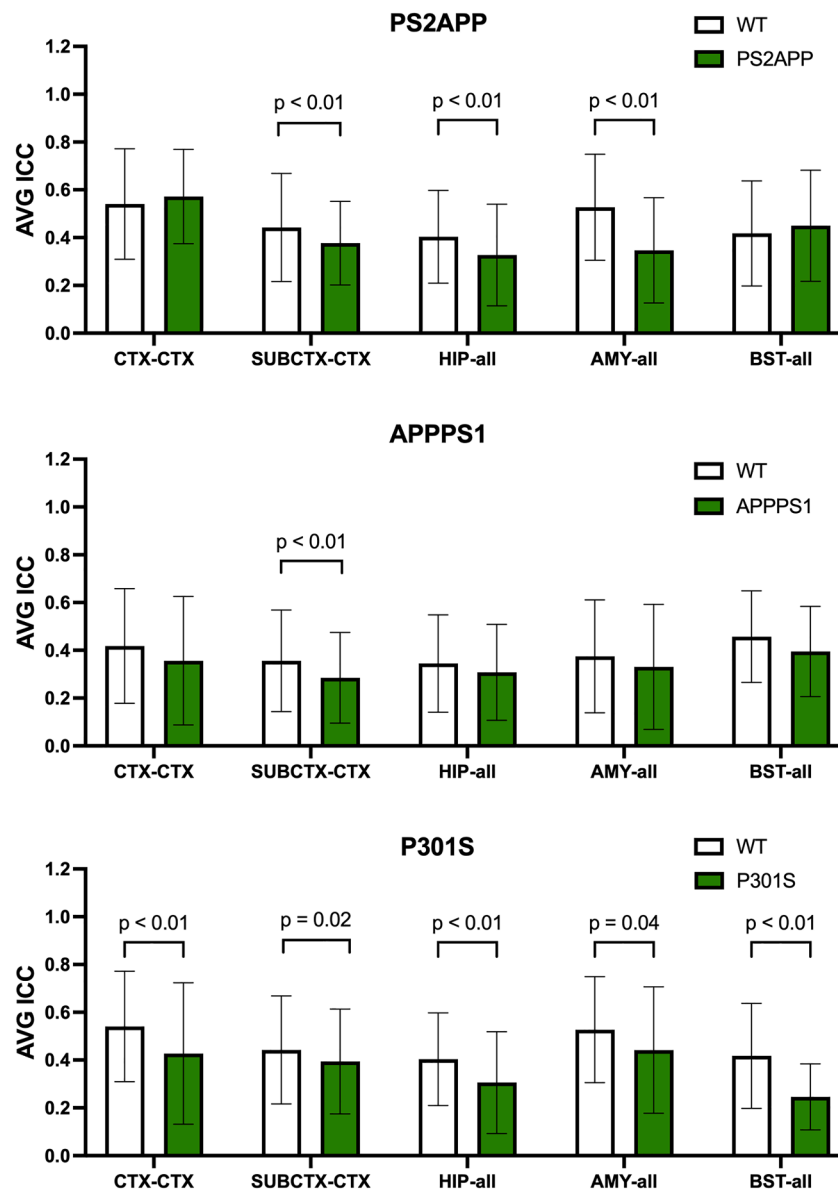 PS2APP
WT
PS2APP
AVG ICC
1.2
1.0
0.8
0.6
0.4
0.2
0.0
p < 0.01
p < 0.01
p < 0.01
CTX-CTX
SUBCTX-CTX
HIP-all
AMY-all
BST-all
APPPS1
WT
APPPS1
AVG ICC
1.2
1.0
0.8
0.6
0.4
0.2
0.0
p < 0.01
CTX-CTX
SUBCTX-CTX
HIP-all
AMY-all
BST-all
P301S
WT
P301S
AVG ICC
1.2
1.0
0.8
0.6
0.4
0.2
0.0
p < 0.01
p = 0.02
p < 0.01
p = 0.04
p < 0.01
CTX-CTX
SUBCTX-CTX
HIP-all
AMY-all
BST-all